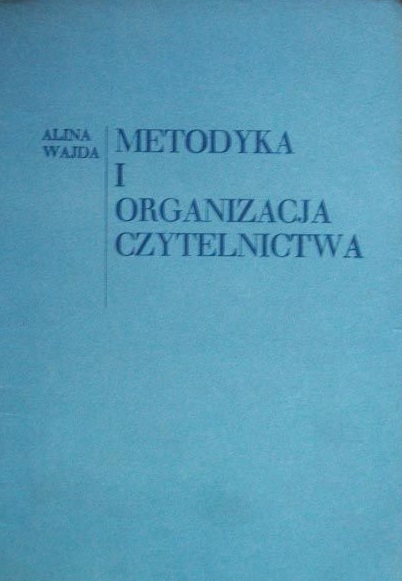 ALINA
WAJDA
METODYKA
I
ORGANIZACJA
CZYTELNICTWA